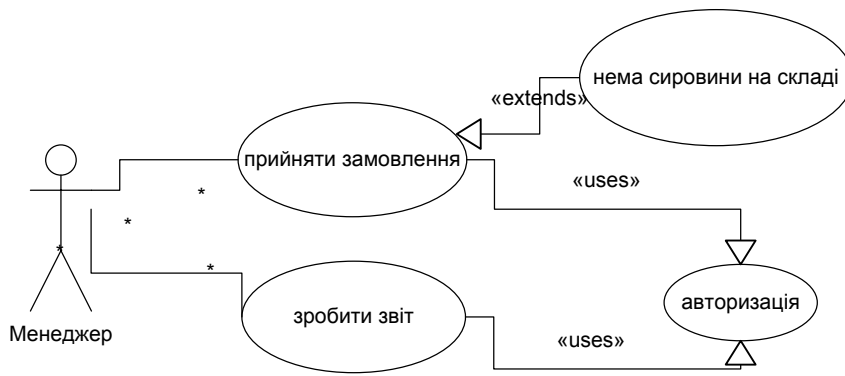 нема сировини на складі
«extends»
прийняти замовлення
«uses»
*
*
*
*
Менеджер
зробити звіт
авторизація
«uses»